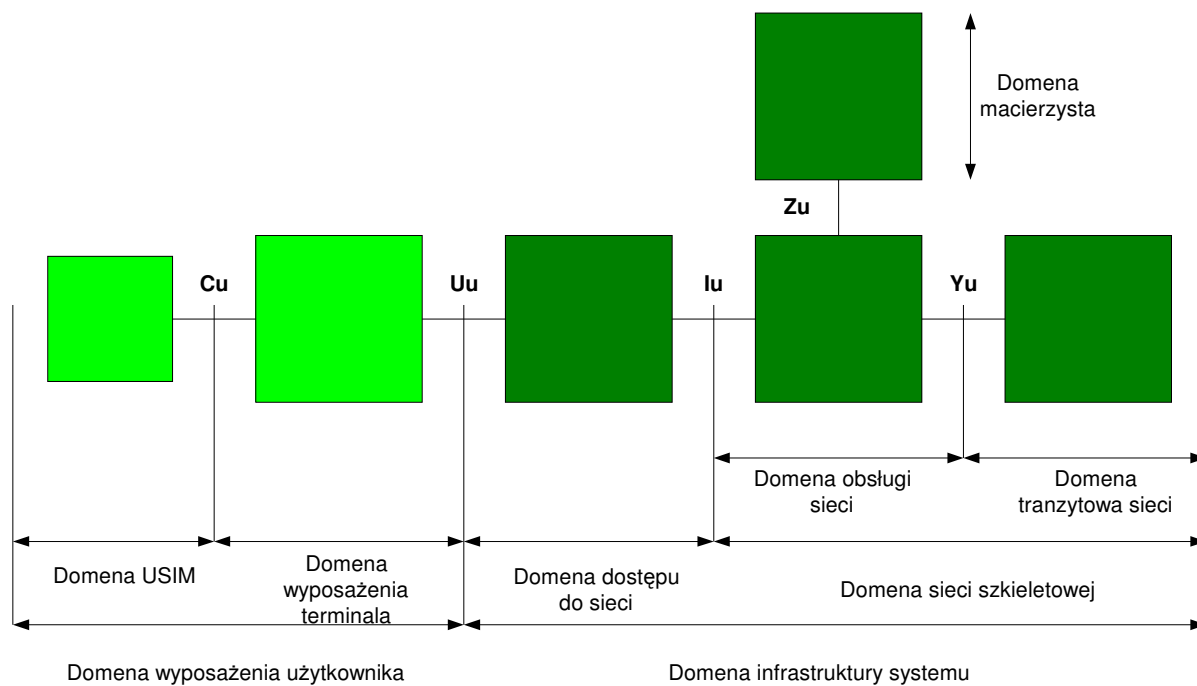 Domena
macierzysta
Zu
Cu
Uu
Iu
Yu
Domena obsługi
sieci
Domena
tranzytowa sieci
Domena USIM
Domena
wyposażenia
terminala
Domena dostępu
do sieci
Domena sieci szkieletowej
Domena wyposażenia użytkownika
Domena infrastruktury systemu